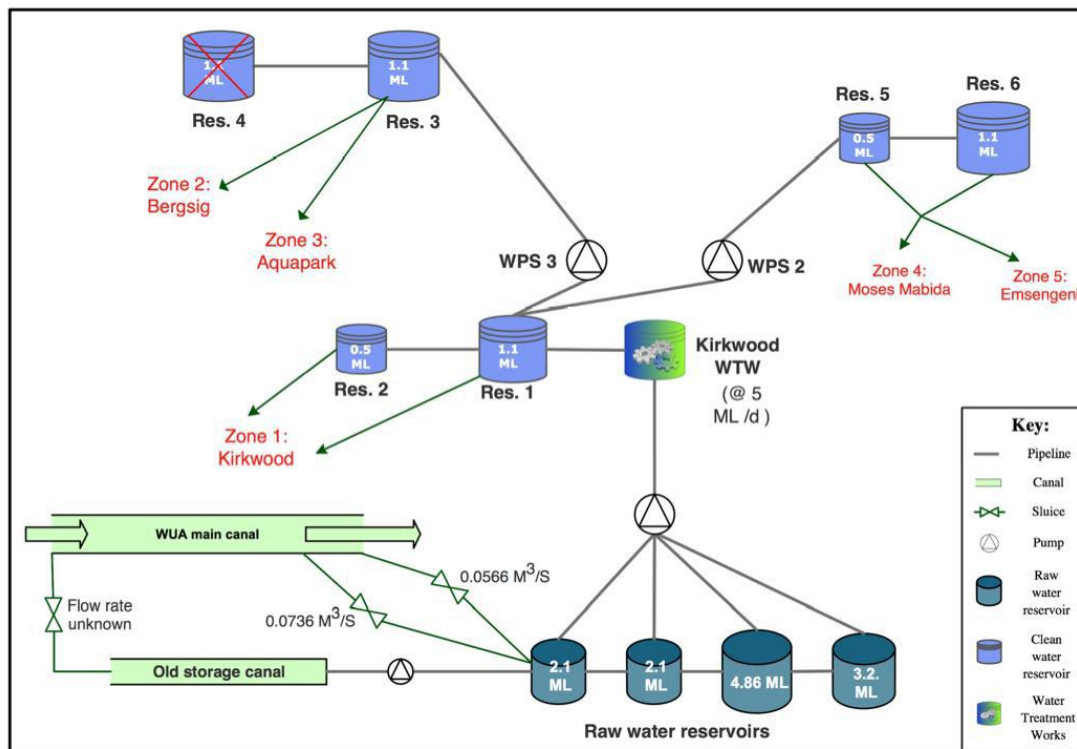 1.1
ML
Res. 4
1.1
ML
Res. 3
Res. 5
0.5
ML
Res. 6
1.1
ML
Zone 2:
Bergsig
Zone 3:
Aquapark
WPS 3
WPS 2
Zone 4:
Moses Mabida
Zone 5:
Emsengeni
0.5
ML
Res. 2
1.1
ML
Res. 1
Kirkwood
WTW
(@ 5
ML /d )
Zone 1:
Kirkwood
WUA main canal
Flow rate
unknown
0.0736 M³/S
0.0566 M³/S
Old storage canal
2.1
ML
2.1
ML
4.86 ML
3.2.
ML
Raw water reservoirs
Key:
Pipeline
Canal
Sluice
Pump
Raw
water
reservoir
Clean
water
reservoir
Water
Treatment
Works